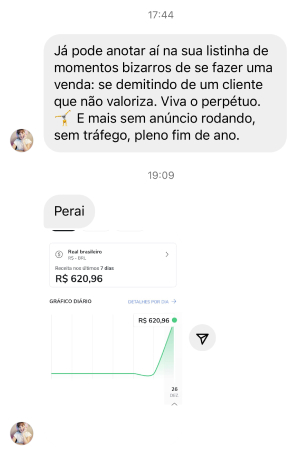 17:44
Já pode anotar aí na sua listinha de
momentos bizarros de se fazer uma
venda: se demitindo de um cliente
que não valoriza. Viva o perpétuo.
🤸 E mais sem anúncio rodando,
sem tráfego, pleno fim de ano.
19:09
Perai
Real brasileiro
R$ - BRL
Receita nos últimos 7 dias
R$ 620,96
GRÁFICO DIÁRIO DETALHES POR DIA
R$ 620,96
26
DEC